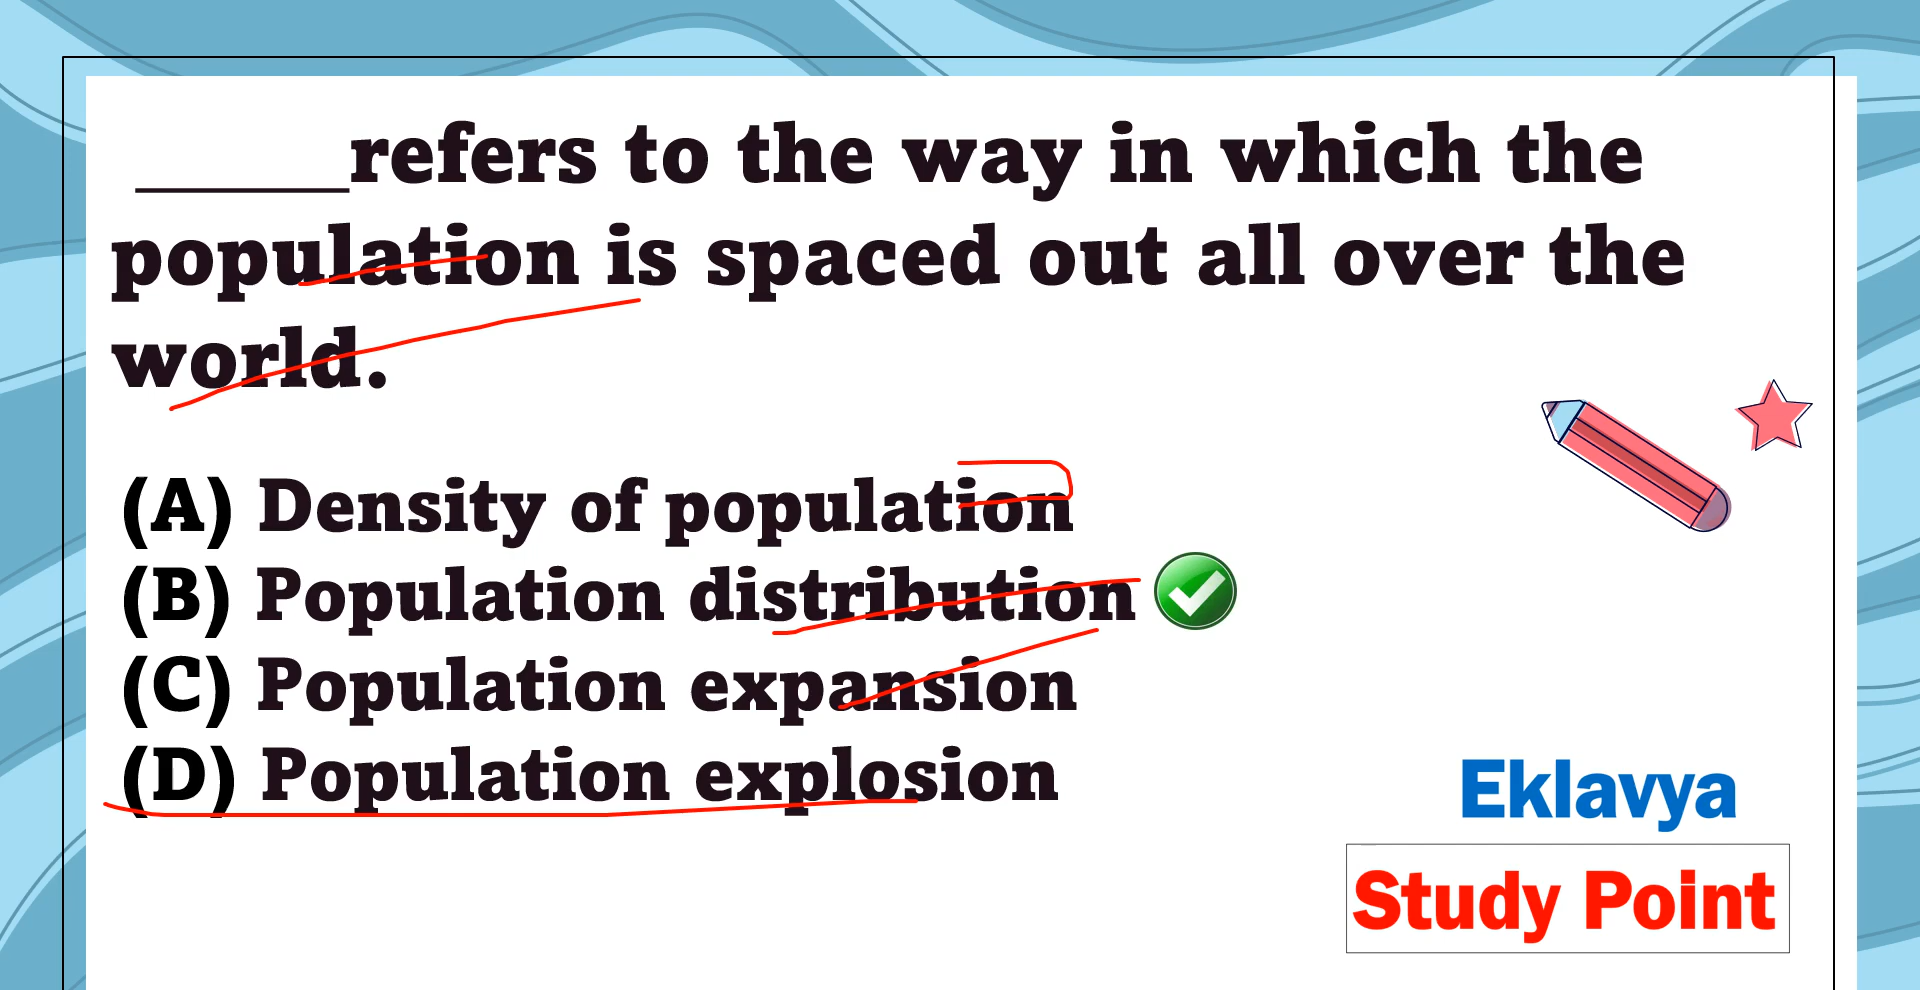 ______refers to the way in which the
population is spaced out all over the
world.
(A) Density of population
(B) Population distribution
(C) Population expansion
(D) Population explosion
Eklavya
Study Point